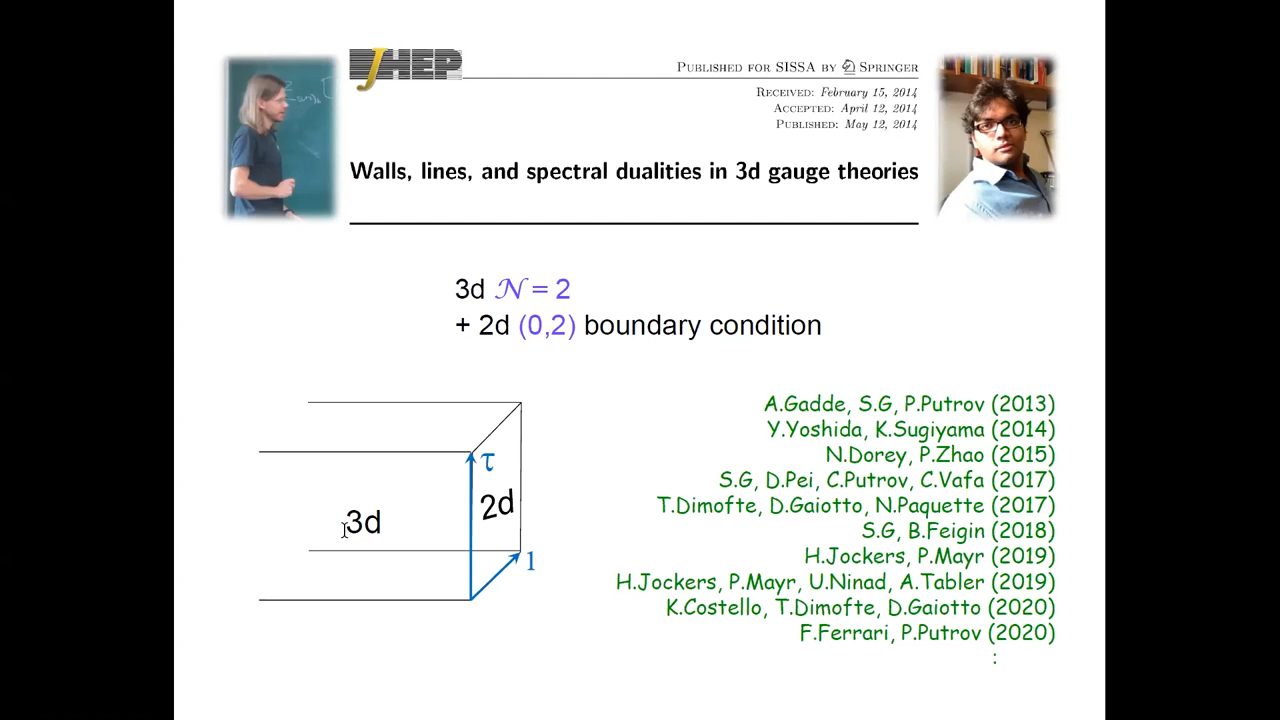 JHEP
PUBLISHED FOR SISSA BY Springer
RECEIVED: February 15, 2014
ACCEPTED: April 12, 2014
PUBLISHED: May 12, 2014
Walls, lines, and spectral dualities in 3d gauge theories
3d 𝒩 = 2
+ 2d (0,2) boundary condition
A.Gadde, S.G, P.Putrov (2013)
Y.Yoshida, K.Sugiyama (2014)
N.Dorey, P.Zhao (2015)
S.G, D.Pei, C.Putrov, C.Vafa (2017)
T.Dimofte, D.Gaiotto, N.Paquette (2017)
S.G, B.Feigin (2018)
H.Jockers, P.Mayr (2019)
H.Jockers, P.Mayr, U.Ninad, A.Tabler (2019)
K.Costello, T.Dimofte, D.Gaiotto (2020)
F.Ferrari, P.Putrov (2020)
:
τ
2d
3d
1